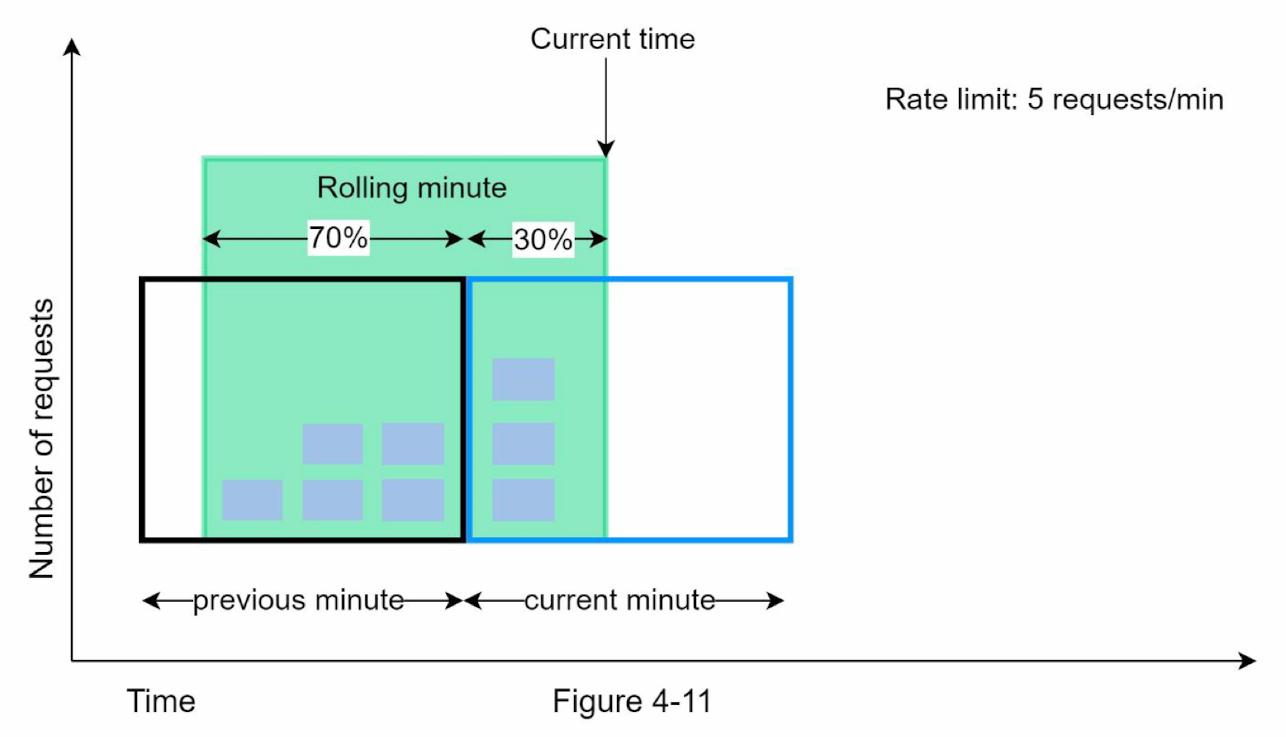 Current time
Rate limit: 5 requests/min
Rolling minute
70%
30%
Number of requests
previous minute
current minute
Time
Figure 4-11